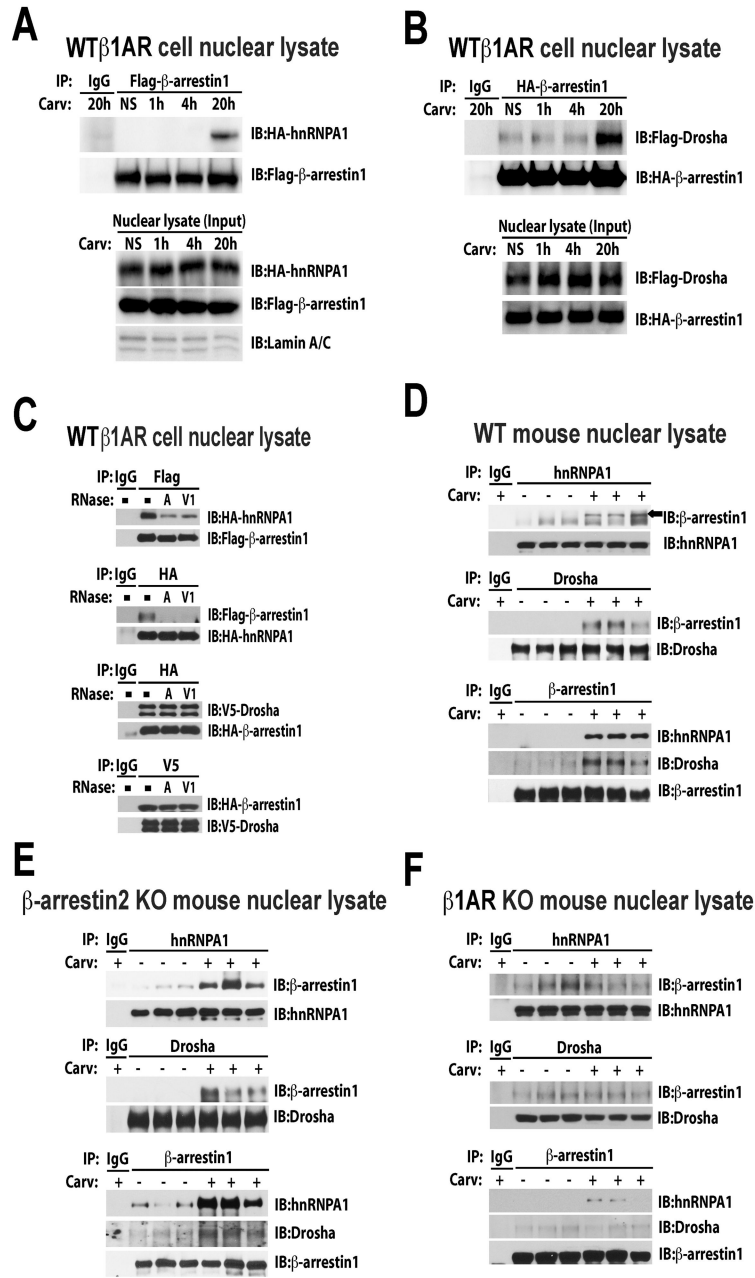 A
WTβ1AR cell nuclear lysate
IP: IgG Flag-β-arrestin1
Carv: 20h NS 1h 4h 20h
IB:HA-hnRNPA1
IB:Flag-β-arrestin1
Nuclear lysate (Input)
Carv: NS 1h 4h 20h
IB:HA-hnRNPA1
IB:Flag-β-arrestin1
IB:Lamin A/C
B
WTβ1AR cell nuclear lysate
IP: IgG HA-β-arrestin1
Carv: 20h NS 1h 4h 20h
IB:Flag-Drosha
IB:HA-β-arrestin1
Nuclear lysate (Input)
Carv: NS 1h 4h 20h
IB:Flag-Drosha
IB:HA-β-arrestin1
C
WTβ1AR cell nuclear lysate
IP: IgG Flag
RNase: ▪ ▪ A V1
IB:HA-hnRNPA1
IB:Flag-β-arrestin1
IP: IgG HA
RNase: ▪ ▪ A V1
IB:Flag-β-arrestin1
IB:HA-hnRNPA1
IP: IgG HA
RNase: ▪ ▪ A V1
IB:V5-Drosha
IB:HA-β-arrestin1
IP: IgG V5
RNase: ▪ ▪ A V1
IB:HA-β-arrestin1
IB:V5-Drosha
D
WT mouse nuclear lysate
IP: IgG hnRNPA1
Carv: + - - - + + +
IB:β-arrestin1
IB:hnRNPA1
IP: IgG Drosha
Carv: + - - - + + +
IB:β-arrestin1
IB:Drosha
IP: IgG β-arrestin1
Carv: + - - - + + +
IB:hnRNPA1
IB:Drosha
IB:β-arrestin1
E
β-arrestin2 KO mouse nuclear lysate
IP: IgG hnRNPA1
Carv: + - - - + + +
IB:β-arrestin1
IB:hnRNPA1
IP: IgG Drosha
Carv: + - - - + + +
IB:β-arrestin1
IB:Drosha
IP: IgG β-arrestin1
Carv: + - - - + + +
IB:hnRNPA1
IB:Drosha
IB:β-arrestin1
F
β1AR KO mouse nuclear lysate
IP: IgG hnRNPA1
Carv: + - - - + + +
IB:β-arrestin1
IB:hnRNPA1
IP: IgG Drosha
Carv: + - - - + + +
IB:β-arrestin1
IB:Drosha
IP: IgG β-arrestin1
Carv: + - - - + + +
IB:hnRNPA1
IB:Drosha
IB:β-arrestin1